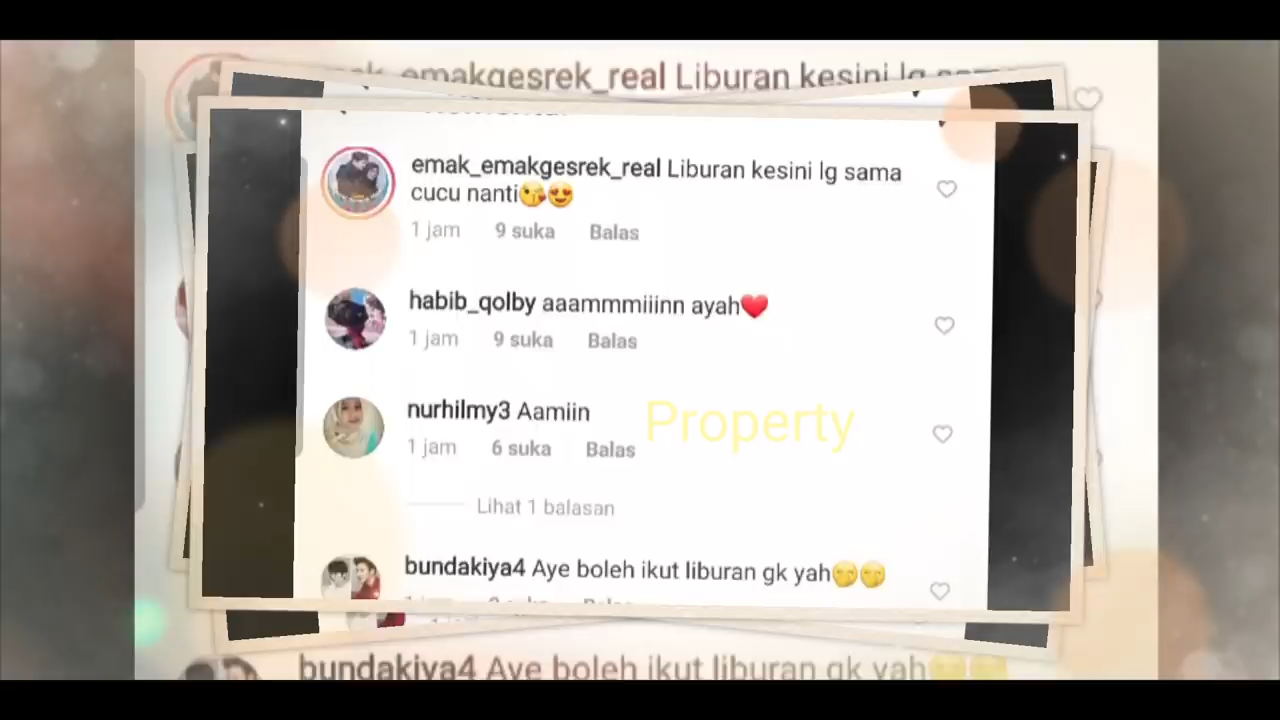 emakgesrek_real Liburan kesini lg
emak_emakgesrek_real Liburan kesini lg sama
cucu nanti😘😍
1 jam 9 suka Balas
habib_qolby aaammmiiinn ayah❤️
1 jam 9 suka Balas
nurhilmy3 Aamiin
Property
1 jam 6 suka Balas
Lihat 1 balasan
bundakiya4 Aye boleh ikut liburan gk yah🤭🤭
bundakiya4 Aye boleh ikut liburan gk yah